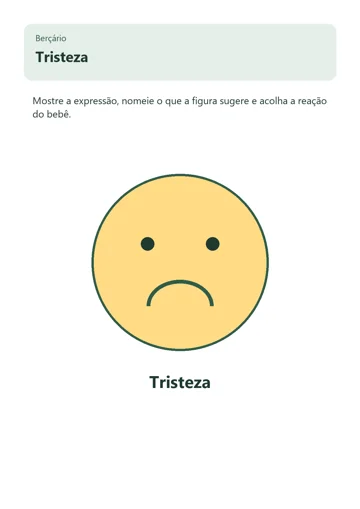 Berçário
Tristeza
Mostre a expressão, nomeie o que a figura sugere e acolha a reação
do bebê.
Tristeza